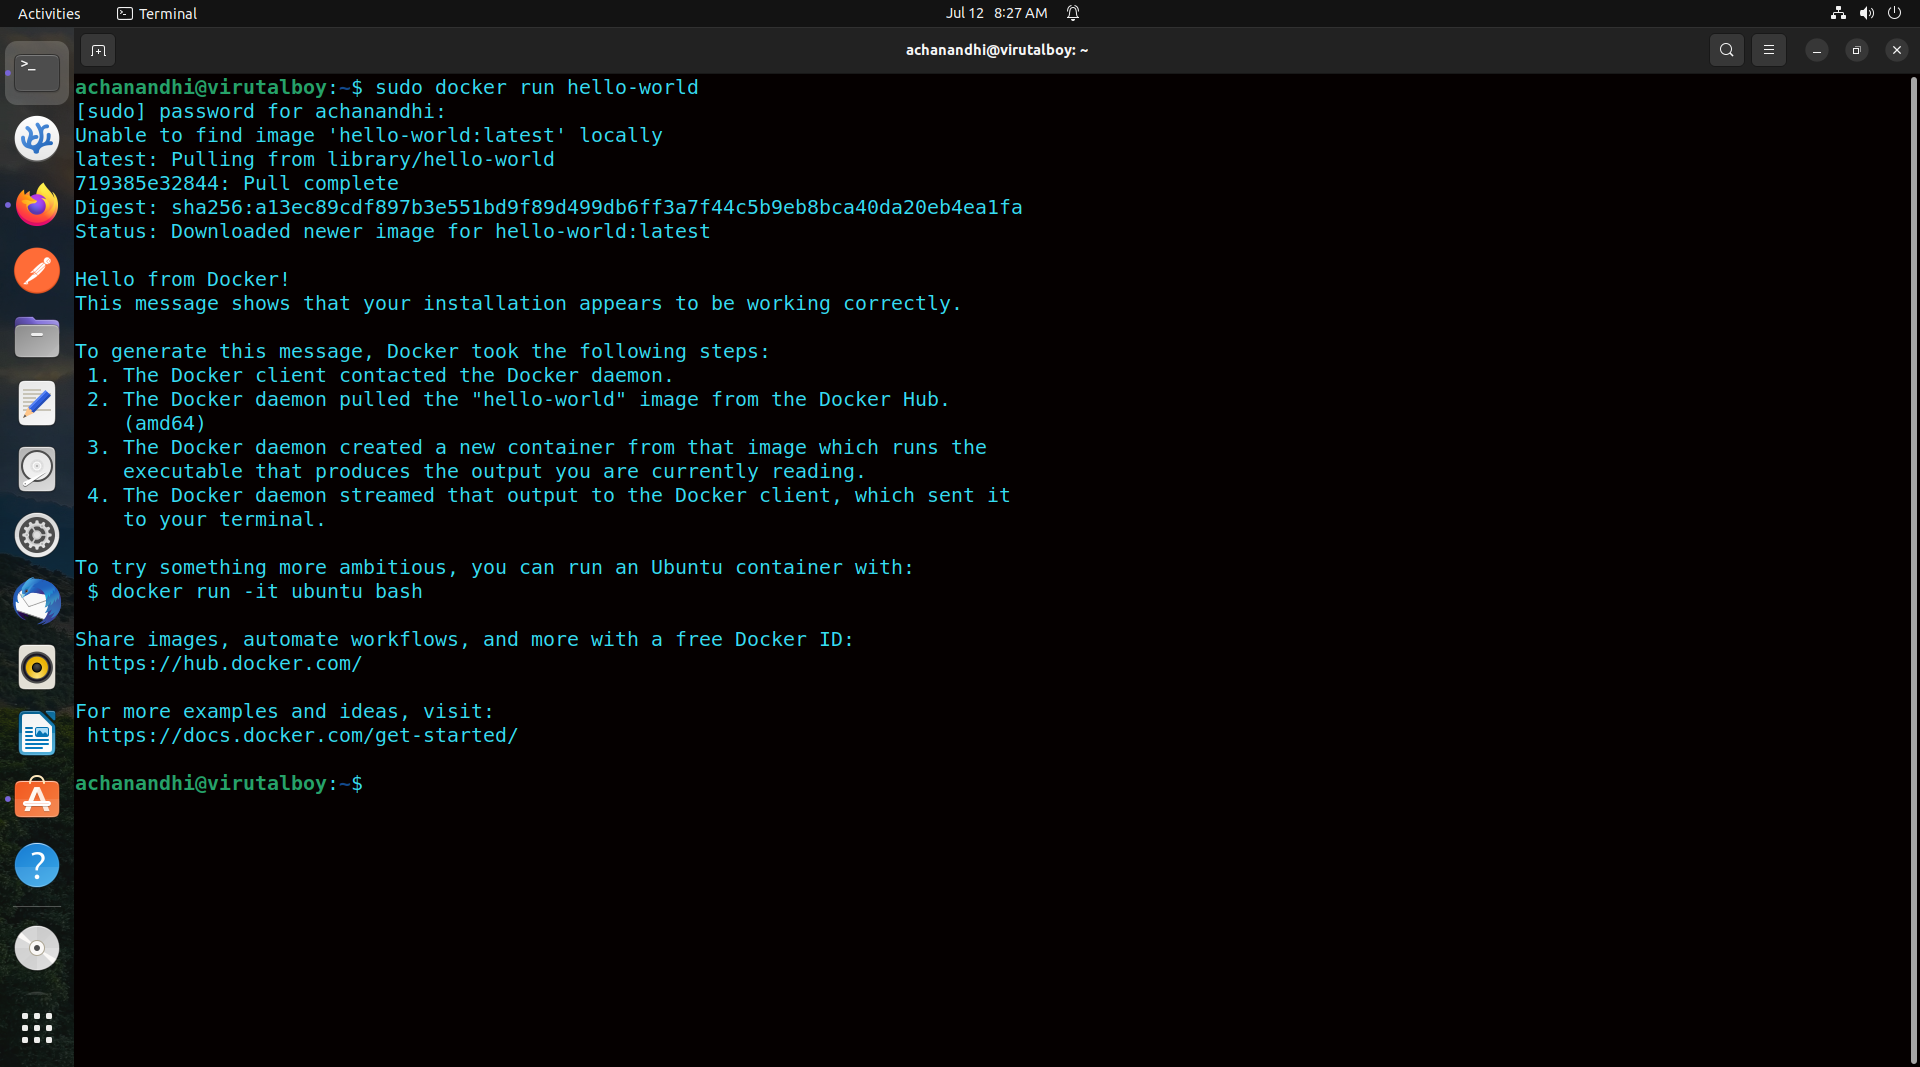 Activities
Terminal
Jul 12 8:27 AM
achanandhi@virutalboy: ~
achanandhi@virutalboy:~$ sudo docker run hello-world
[sudo] password for achanandhi:
Unable to find image 'hello-world:latest' locally
latest: Pulling from library/hello-world
719385e32844: Pull complete
Digest: sha256:a13ec89cdf897b3e551bd9f89d499db6ff3a7f44c5b9eb8bca40da20eb4ea1fa
Status: Downloaded newer image for hello-world:latest
Hello from Docker!
This message shows that your installation appears to be working correctly.
To generate this message, Docker took the following steps:
1. The Docker client contacted the Docker daemon.
2. The Docker daemon pulled the "hello-world" image from the Docker Hub.
(amd64)
3. The Docker daemon created a new container from that image which runs the
executable that produces the output you are currently reading.
4. The Docker daemon streamed that output to the Docker client, which sent it
to your terminal.
To try something more ambitious, you can run an Ubuntu container with:
$ docker run -it ubuntu bash
Share images, automate workflows, and more with a free Docker ID:
https://hub.docker.com/
For more examples and ideas, visit:
https://docs.docker.com/get-started/
achanandhi@virutalboy:~$